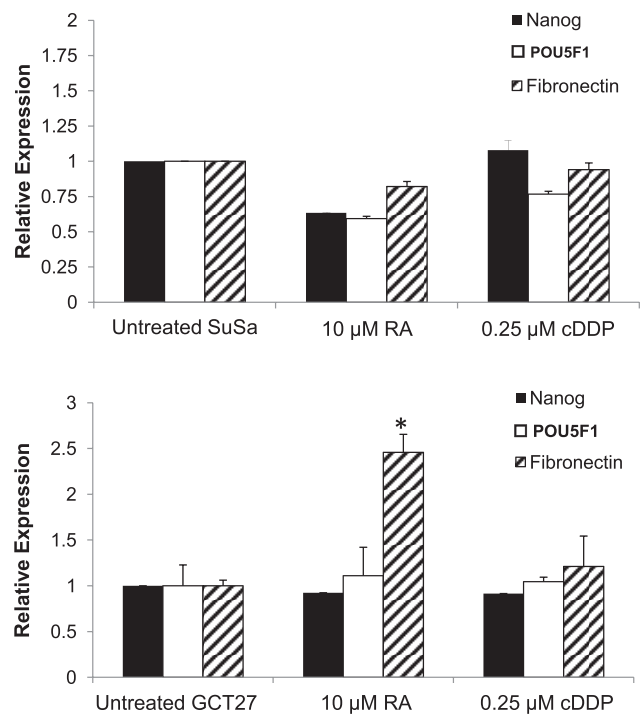 2
1.75
1.5
1.25
1
0.75
0.5
0.25
0
Relative Expression
Nanog
POU5F1
Fibronectin
Untreated SuSa 10 µM RA 0.25 µM cDDP
3
2.5
2
1.5
1
0.5
0
Relative Expression
Nanog
POU5F1
Fibronectin
*
Untreated GCT27 10 µM RA 0.25 µM cDDP